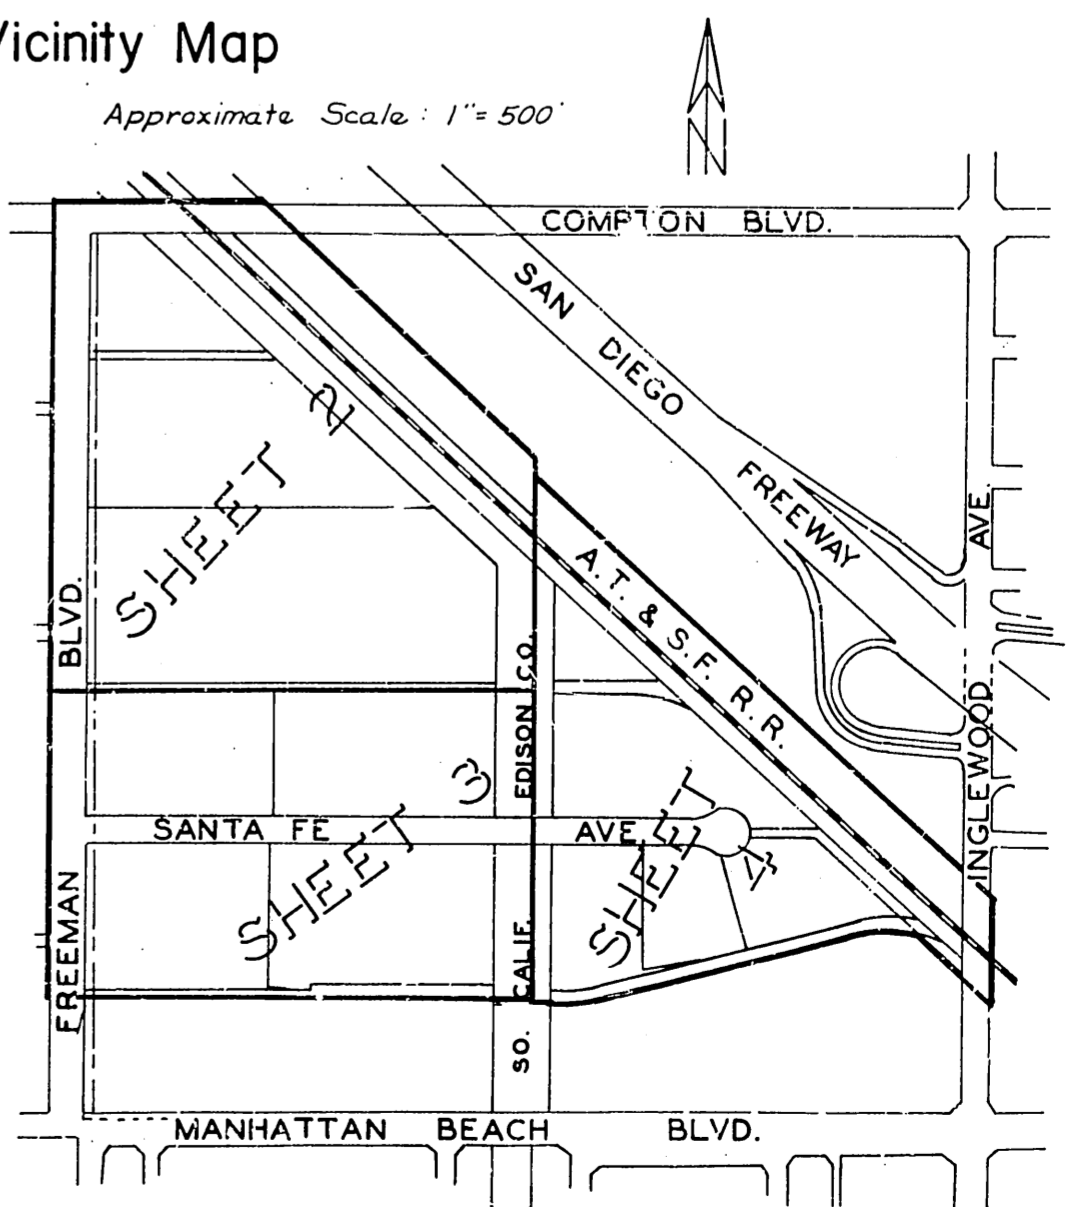 Vicinity Map
Approximate Scale: 1"= 500'
N
COMPTON BLVD.
SAN DIEGO FREEWAY
SHEET 2
A.T. & S.F. R.R.
INGLEWOOD AVE.
FREEMAN BLVD.
SO. CALIF. EDISON CO.
SANTA FE AVE.
SHEET 3
SHEET 4
MANHATTAN BEACH BLVD.